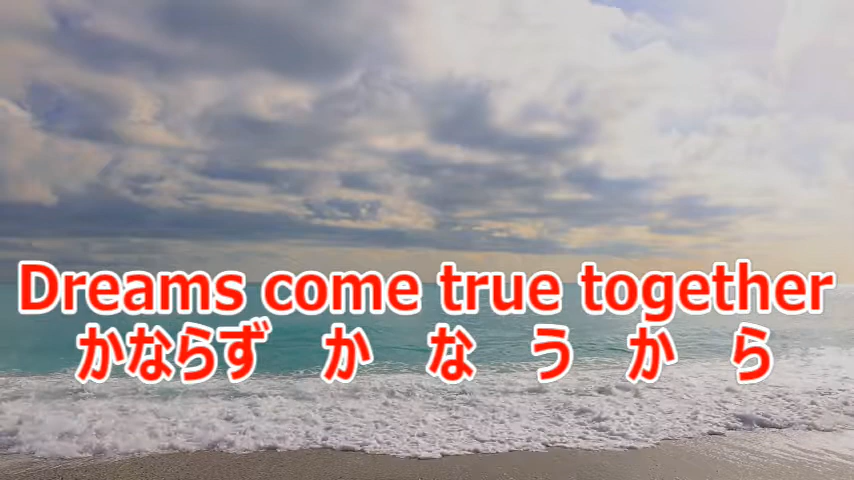 Dreams come true together
かならず　か　な　う　か　ら